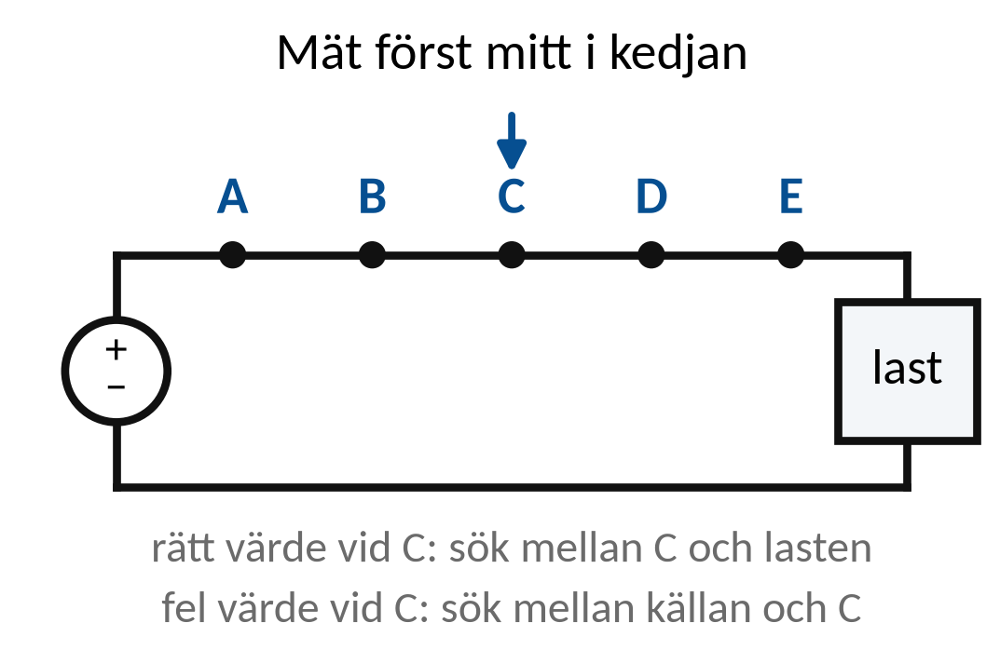 Mät först mitt i kedjan
A B C D E
+
−
last
rätt värde vid C: sök mellan C och lasten
fel värde vid C: sök mellan källan och C